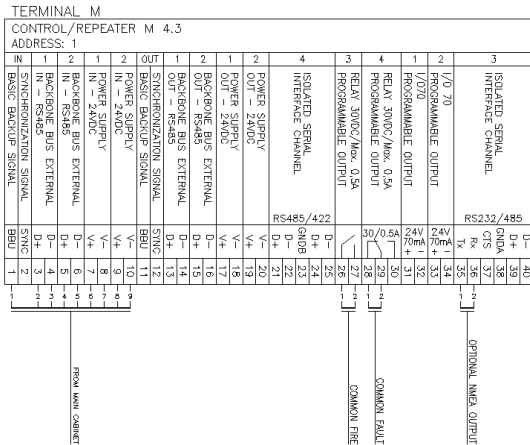 TERMINAL M
CONTROL/REPEATER M 4.3
ADDRESS: 1
IN 1 2 1 2 OUT 1 2 1 2 4 3 4 1 2 3
BASIC BACKUP SIGNAL
SYNCHRONIZATION SIGNAL
BACKBONE BUS EXTERNAL
IN - RS485
BACKBONE BUS EXTERNAL
IN - RS485
POWER SUPPLY
IN - 24VDC
POWER SUPPLY
IN - 24VDC
BASIC BACKUP SIGNAL
SYNCHRONIZATION SIGNAL
BACKBONE BUS EXTERNAL
OUT - RS485
BACKBONE BUS EXTERNAL
OUT - RS485
POWER SUPPLY
OUT - 24VDC
POWER SUPPLY
OUT - 24VDC
ISOLATED SERIAL
INTERFACE CHANNEL
RS485/422
RELAY 30VDC/Max. 0,5A
PROGRAMMABLE OUTPUT
RELAY 30VDC/Max. 0,5A
PROGRAMMABLE OUTPUT
I/O70
PROGRAMMABLE OUTPUT
I/O 70
PROGRAMMABLE OUTPUT
ISOLATED SERIAL
INTERFACE CHANNEL
RS232/485
BBU SYNC D+ D- D+ D- V+ V- V+ V- BBU SYNC D+ D- D+ D- V+ V- V+ V- D+ D- GNDB D+ D- 30/0.5A 24V 70mA + - 24V 70mA + - Tx Rx CTS GNDA D+ D-
1 2 3 4 5 6 7 8 9 10 11 12 13 14 15 16 17 18 19 20 21 22 23 24 25 26 27 28 29 30 31 32 33 34 35 36 37 38 39 40
1 2 3 4 5 6 7 8 9 1 2 1 2 1 2
FROM MAIN CABINET
COMMON FIRE
COMMON FAULT
OPTIONAL NMEA OUTPUT